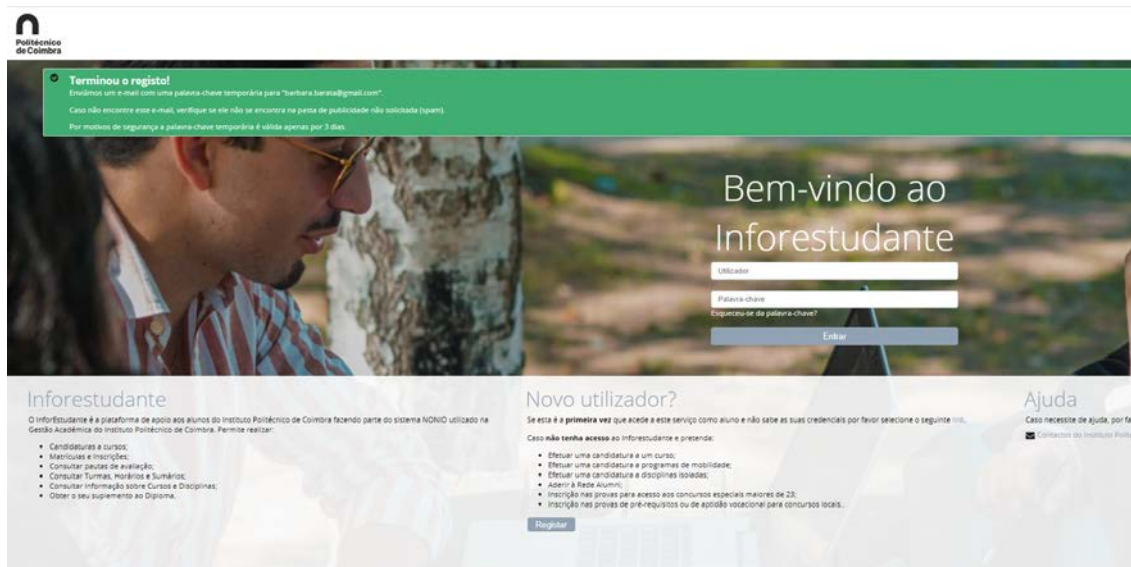 Politécnico
de Coimbra
Terminou o registo!
Enviámos um e-mail com uma palavra-chave temporária para "barbara.barata@gmail.com".
Caso não encontre este e-mail, verifique se ele não se encontra na pasta de publicidade não solicitada (spam).
Por motivos de segurança a palavra-chave temporária é válida apenas por 3 dias.
Bem-vindo ao
Inforestudante
Utilizador
Palavra-chave
Esqueceu-se da palavra-chave?
Entrar
Inforestudante
O InforEstudante é a plataforma de apoio aos alunos do Instituto Politécnico de Coimbra fazendo parte do sistema NONIO utilizado na
Gestão Académica do Instituto Politécnico de Coimbra. Permite realizar:
Candidaturas a cursos;
Matrículas e Inscrições;
Consultar pautas de avaliação;
Consultar Turmas, Horários e Sumários;
Consultar Informação sobre Cursos e Disciplinas;
Obter o seu suplemento ao Diploma.
Novo utilizador?
Se esta é a primeira vez que acede a este serviço como aluno e não sabe as suas credenciais por favor selecione o seguinte link.
Caso não tenha acesso ao Inforestudante e pretenda:
Efetuar uma candidatura a um curso;
Efetuar uma candidatura a programas de mobilidade;
Efetuar uma candidatura a disciplinas isoladas;
Aderir à Rede Alumni;
Inscrição nas provas para acesso aos concursos especiais maiores de 23;
Inscrição nas provas de pré-requisitos ou de aptidão vocacional para concursos locais..
Registar
Ajuda
Caso necessite de ajuda, por fa
Contactos do Instituto Polit